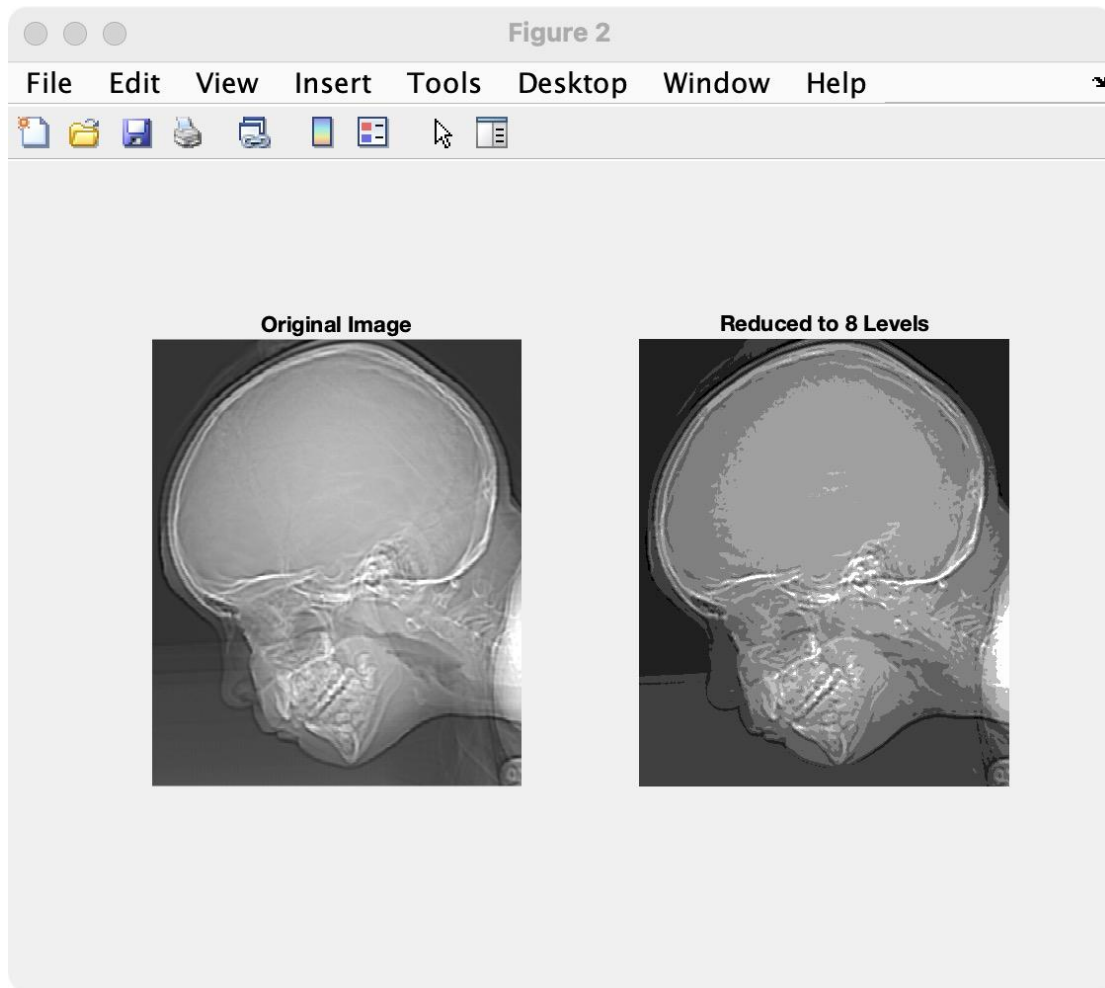 Figure 2
File Edit View Insert Tools Desktop Window Help
Original Image
Reduced to 8 Levels